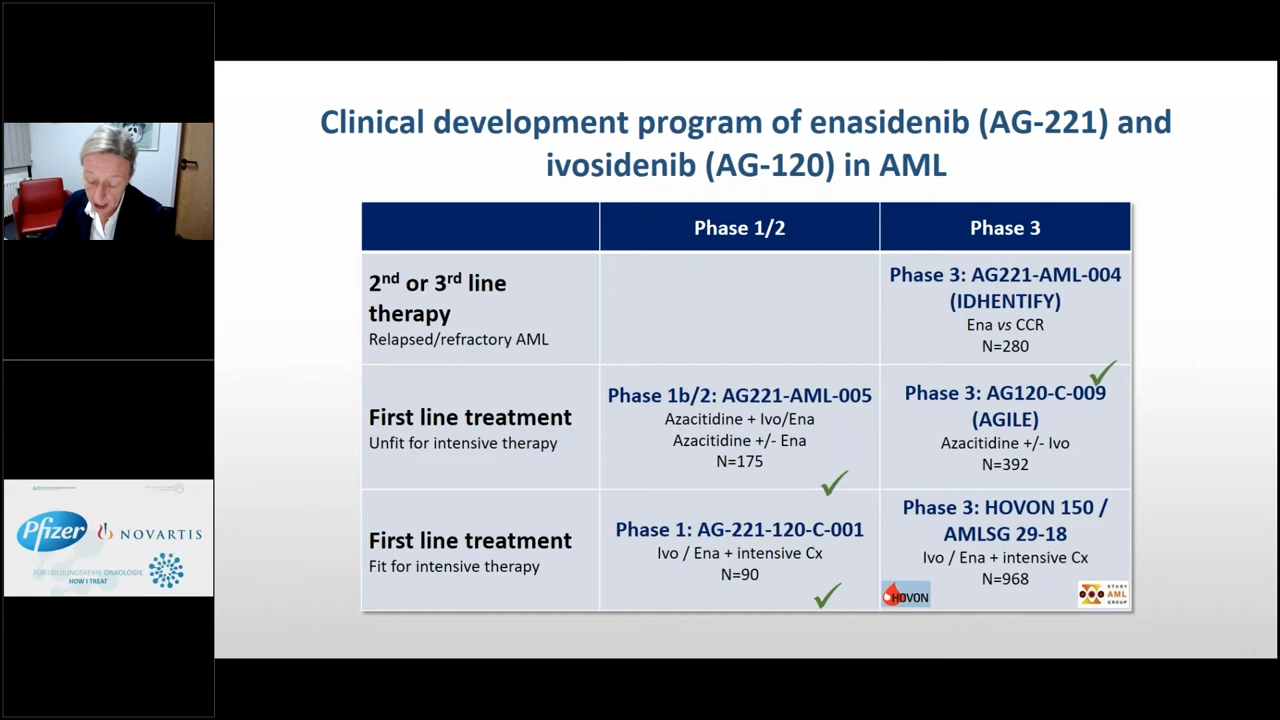 Clinical development program of enasidenib (AG-221) and
ivosidenib (AG-120) in AML
Phase 1/2
Phase 3
2nd or 3rd line
therapy
Relapsed/refractory AML
Phase 3: AG221-AML-004
(IDHENTIFY)
Ena vs CCR
N=280
First line treatment
Unfit for intensive therapy
Phase 1b/2: AG221-AML-005
Azacitidine + Ivo/Ena
Azacitidine +/- Ena
N=175
Phase 3: AG120-C-009
(AGILE)
Azacitidine +/- Ivo
N=392
First line treatment
Fit for intensive therapy
Phase 1: AG-221-120-C-001
Ivo / Ena + intensive Cx
N=90
Phase 3: HOVON 150 /
AMLSG 29-18
Ivo / Ena + intensive Cx
N=968
HOVON
STUDY
AML
GROUP
Pfizer
NOVARTIS
FORTBILDUNGSREIHE ONKOLOGIE
HOW I TREAT